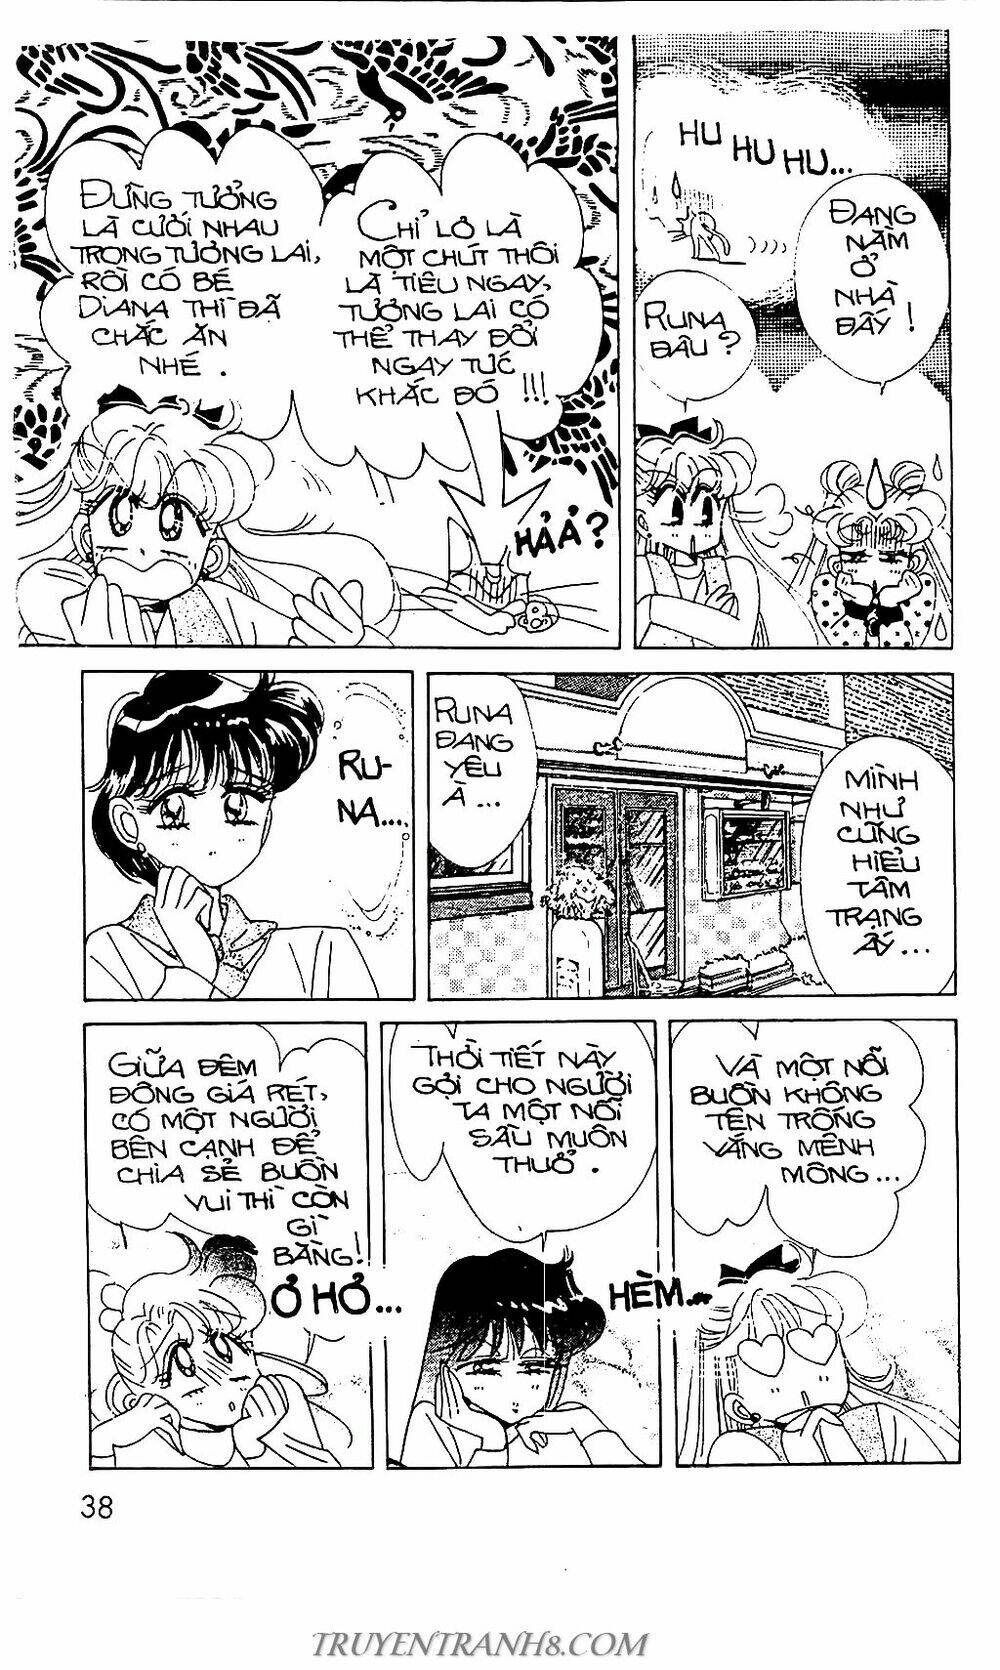 ĐỪNG TƯỞNG
LÀ CƯỚI NHAU
TRONG TƯƠNG LAI,
RỒI CÓ BÉ
DIANA THÌ ĐÃ
CHẮC ĂN
NHÉ.
CHỈ LƠ LÀ
MỘT CHÚT THÔI
LÀ TIÊU NGAY,
TƯƠNG LAI CÓ
THỂ THAY ĐỔI
NGAY TỨC
KHẮC ĐÓ !!!
HẢẢ?
HU HU HU...
ĐANG
NẰM
Ở
NHÀ
ĐẤY!
RUNA
ĐÂU?
RU-
NA....
RUNA
ĐANG
YÊU
À...
MÌNH
NHƯ
CŨNG
HIỂU
TÂM
TRẠNG
ẤY...
GIỮA ĐÊM
ĐÔNG GIÁ RÉT,
CÓ MỘT NGƯỜI
BÊN CẠNH ĐỂ
CHIA SẺ BUỒN
VUI THÌ CÒN
GÌ
BẰNG!
Ờ HỚ...
THỜI TIẾT NÀY
GỢI CHO NGƯỜI
TA MỘT NỖI
SẦU MUÔN
THUỞ.
HÈM...
VÀ MỘT NỖI
BUỒN KHÔNG
TÊN TRỐNG
VẮNG MÊNH
MÔNG...
38
TRUYENTRANH8.COM